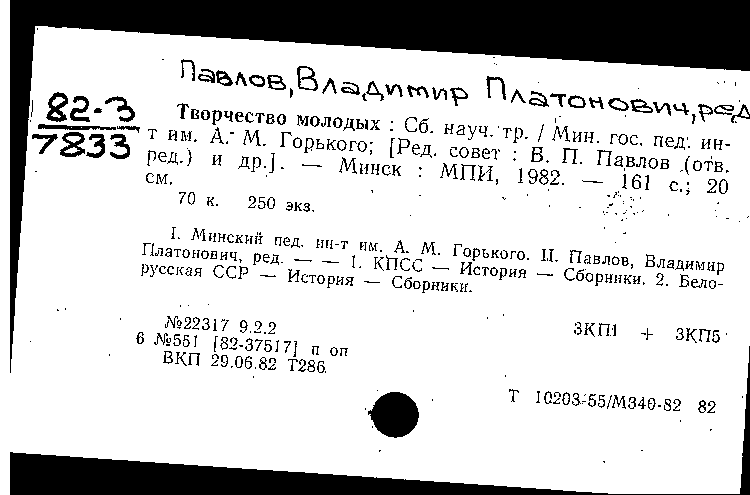 Павлов, Владимир Платонович, ред.
82-3
7833
Творчество молодых : Сб. науч. тр. / Мин. гос. пед. ин-
т им. А. М. Горького; [Ред. совет : В. П. Павлов (отв.
ред.) и др.]. — Минск : МПИ, 1982. — 161 с.; 20
см.
70 к. 250 экз.
I. Минский пед. ин-т им. А. М. Горького. II. Павлов, Владимир
Платонович, ред. — — 1. КПСС — История — Сборники. 2. Бело-
русская ССР — История — Сборники.
№22317 9.2.2
3КП1 + 3КП5
6 №551 [82-37517] п оп
ВКП 29.06.82 Т286
Т 10203-55/М340-82 82